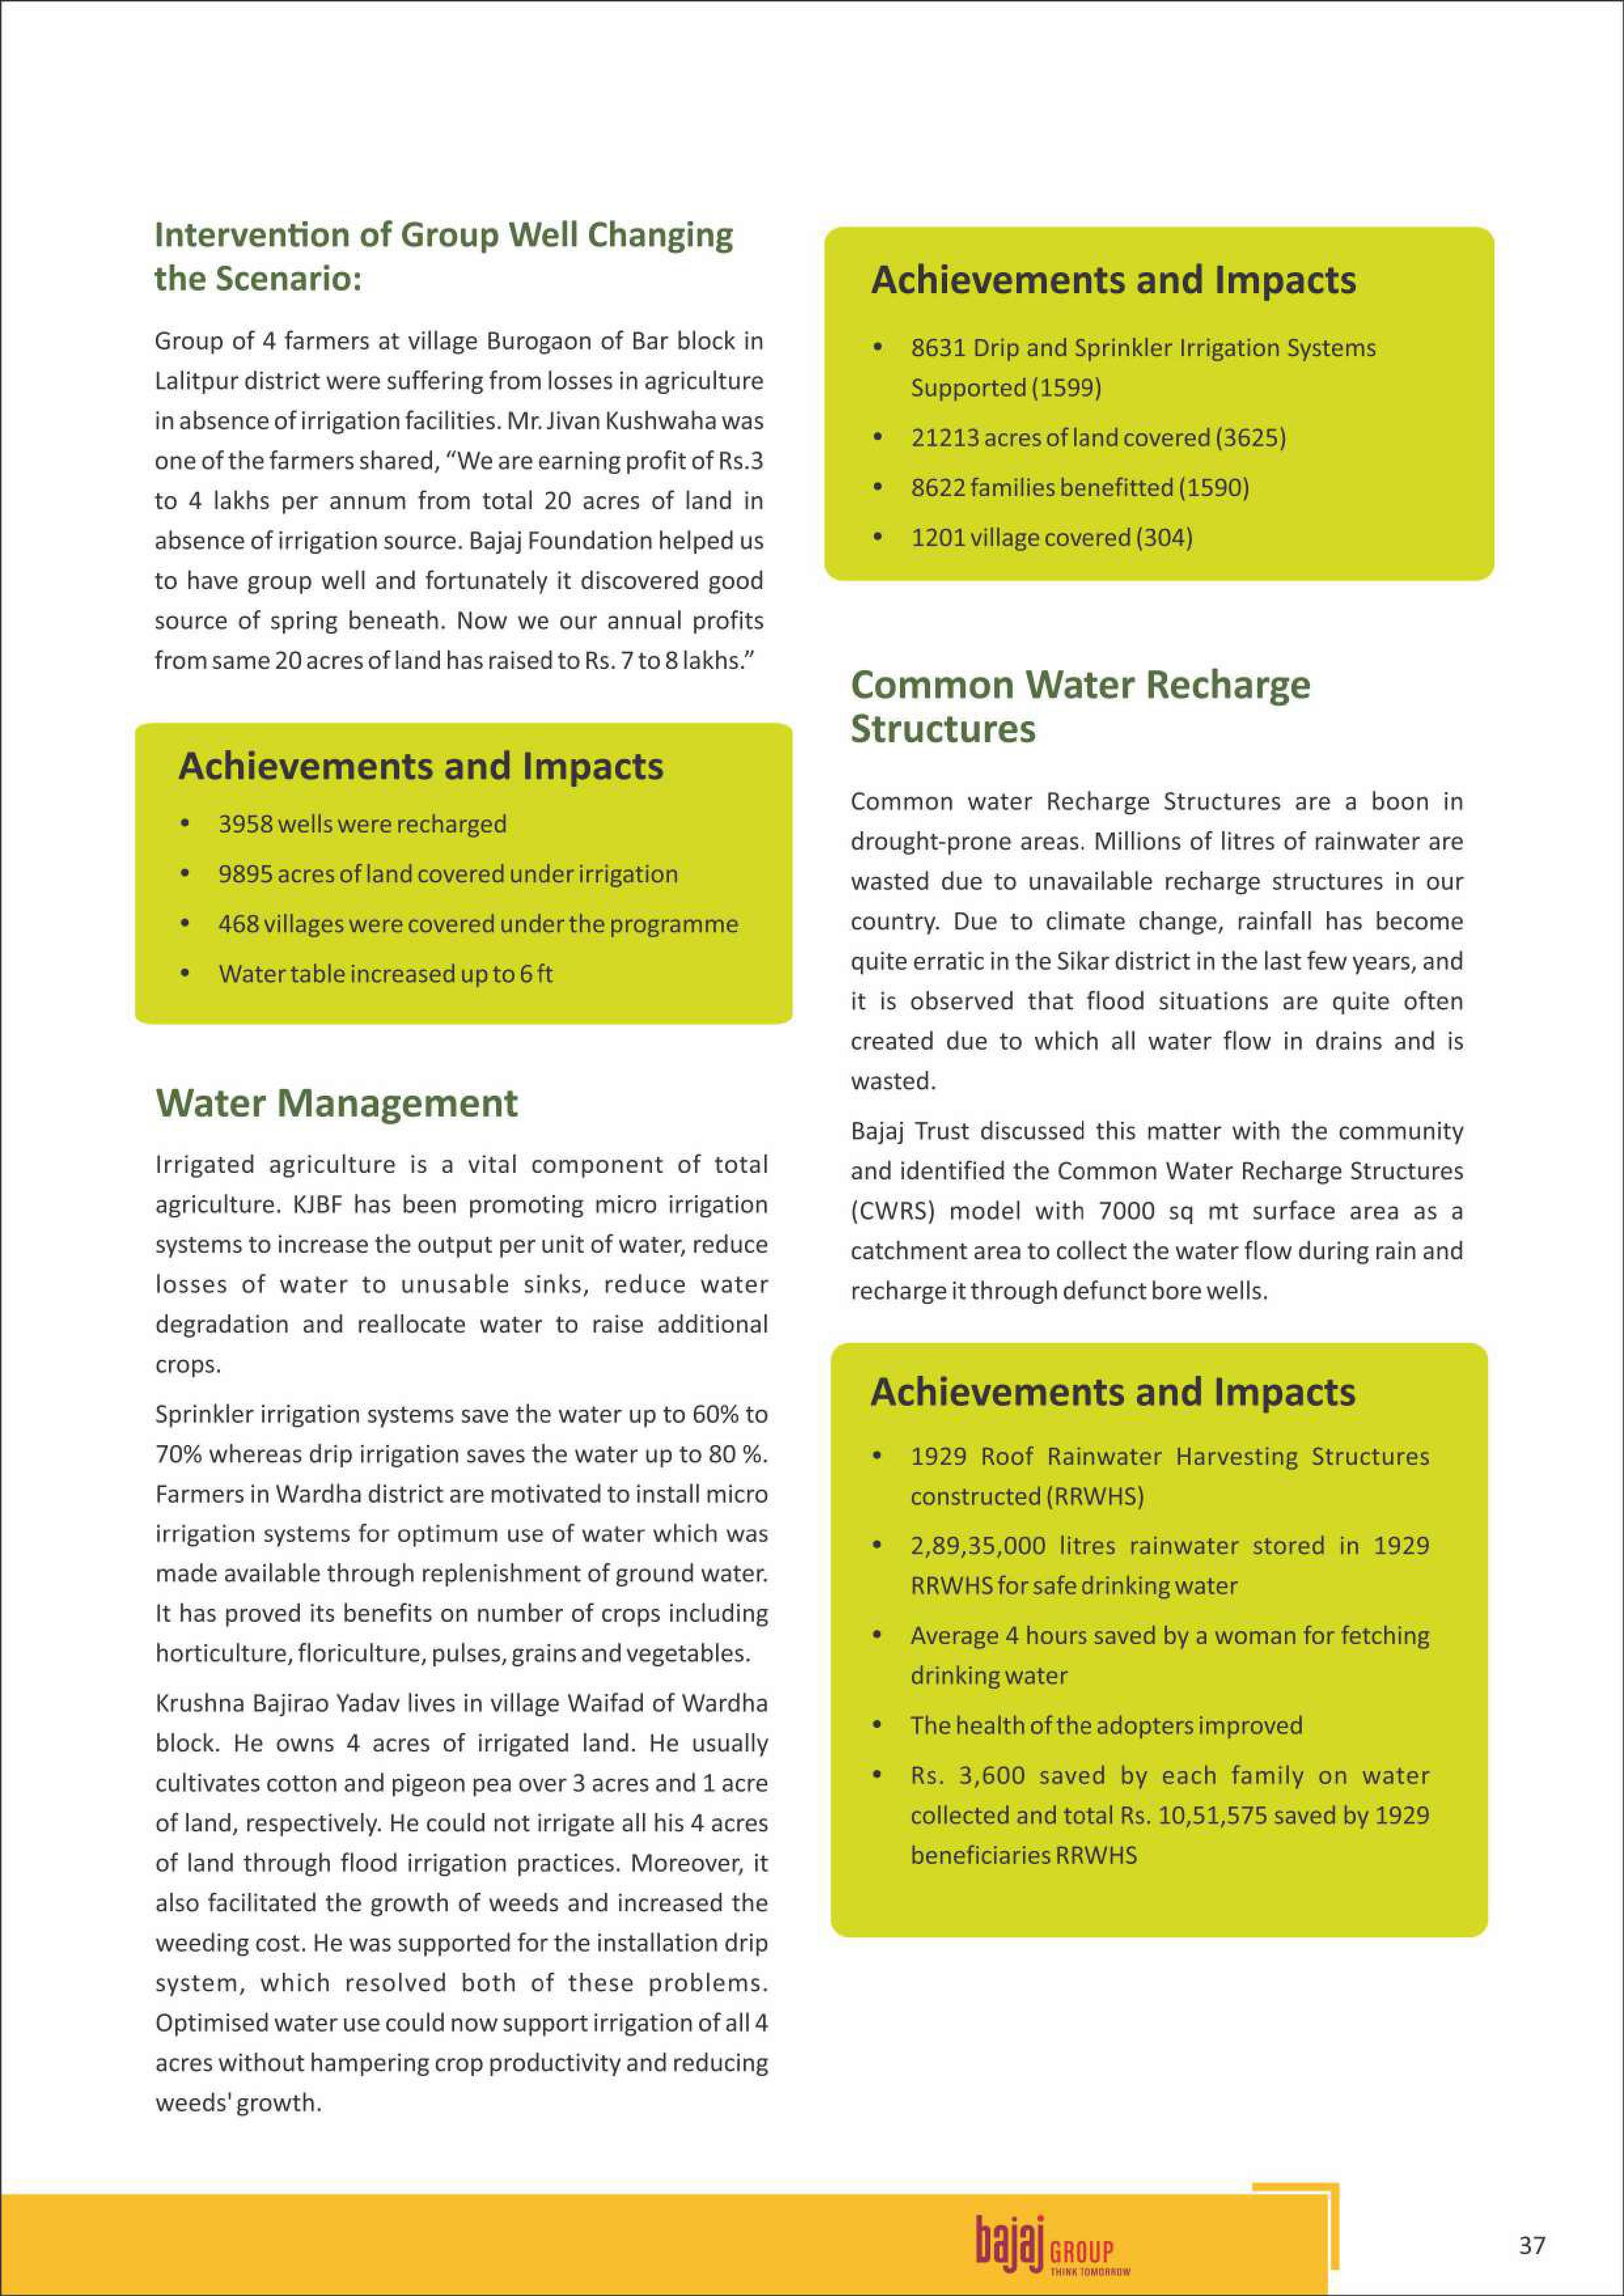 Intervention of Group Well Changing
the Scenario:
Group of 4 farmers at village Burogaon of Bar block in
Lalitpur district were suffering from losses in agriculture
in absence of irrigation facilities. Mr. Jivan Kushwaha was
one of the farmers shared, “We are earning profit of Rs.3
to 4 lakhs per annum from total 20 acres of land in
absence of irrigation source. Bajaj Foundation helped us
to have group well and fortunately it discovered good
source of spring beneath. Now we our annual profits
from same 20 acres of land has raised to Rs. 7 to 8 lakhs.”
Achievements and Impacts
• 3958 wells were recharged
• 9895 acres of land covered under irrigation
• 468 villages were covered under the programme
• Water table increased up to 6 ft
Water Management
Irrigated agriculture is a vital component of total
agriculture. KJBF has been promoting micro irrigation
systems to increase the output per unit of water, reduce
losses of water to unusable sinks, reduce water
degradation and reallocate water to raise additional
crops.
Sprinkler irrigation systems save the water up to 60% to
70% whereas drip irrigation saves the water up to 80 %.
Farmers in Wardha district are motivated to install micro
irrigation systems for optimum use of water which was
made available through replenishment of ground water.
It has proved its benefits on number of crops including
horticulture, floriculture, pulses, grains and vegetables.
Krushna Bajirao Yadav lives in village Waifad of Wardha
block. He owns 4 acres of irrigated land. He usually
cultivates cotton and pigeon pea over 3 acres and 1 acre
of land, respectively. He could not irrigate all his 4 acres
of land through flood irrigation practices. Moreover, it
also facilitated the growth of weeds and increased the
weeding cost. He was supported for the installation drip
system, which resolved both of these problems.
Optimised water use could now support irrigation of all 4
acres without hampering crop productivity and reducing
weeds' growth.
Achievements and Impacts
• 8631 Drip and Sprinkler Irrigation Systems
Supported (1599)
• 21213 acres of land covered (3625)
• 8622 families benefitted (1590)
• 1201 village covered (304)
Common Water Recharge
Structures
Common water Recharge Structures are a boon in
drought-prone areas. Millions of litres of rainwater are
wasted due to unavailable recharge structures in our
country. Due to climate change, rainfall has become
quite erratic in the Sikar district in the last few years, and
it is observed that flood situations are quite often
created due to which all water flow in drains and is
wasted.
Bajaj Trust discussed this matter with the community
and identified the Common Water Recharge Structures
(CWRS) model with 7000 sq mt surface area as a
catchment area to collect the water flow during rain and
recharge it through defunct bore wells.
Achievements and Impacts
• 1929 Roof Rainwater Harvesting Structures
constructed (RRWHS)
• 2,89,35,000 litres rainwater stored in 1929
RRWHS for safe drinking water
• Average 4 hours saved by a woman for fetching
drinking water
• The health of the adopters improved
• Rs. 3,600 saved by each family on water
collected and total Rs. 10,51,575 saved by 1929
beneficiaries RRWHS
bajaj GROUP
THINK TOMORROW
37